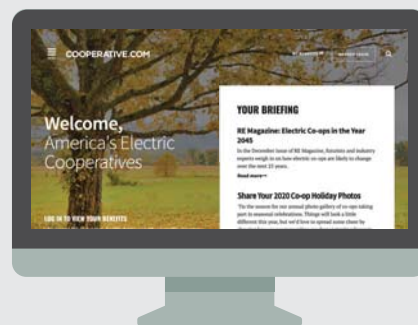 COOPERATIVE.COM
Welcome,
America's Electric
Cooperatives
LOG IN TO VIEW YOUR BENEFITS
YOUR BRIEFING
RE Magazine: Electric Co-ops in the Year
2045
In the December issue of RE Magazine, futurists and industry
experts weigh in on how electric co-ops are likely to change
over the next 25 years.
Read more
Share Your 2020 Co-op Holiday Photos
'Tis the season for our annual photo gallery of co-ops taking
part in seasonal celebrations. Things will look a little
different this year, but we'd love to spread some cheer by